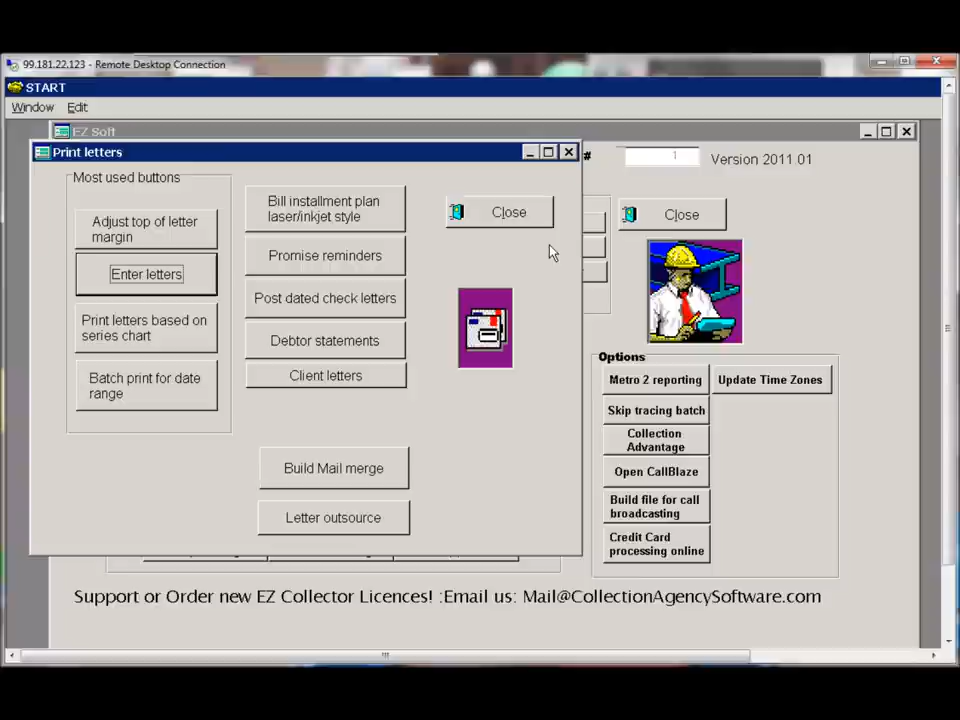 99.181.22.123 - Remote Desktop Connection
START
Window Edit
EZ Soft
Print letters
# 1 Version 2011.01
Most used buttons
Adjust top of letter
margin
Enter letters
Print letters based on
series chart
Batch print for date
range
Bill installment plan
laser/inkjet style
Promise reminders
Post dated check letters
Debtor statements
Client letters
Build Mail merge
Letter outsource
Close
Close
Options
Metro 2 reporting
Update Time Zones
Skip tracing batch
Collection
Advantage
Open CallBlaze
Build file for call
broadcasting
Credit Card
processing online
Support or Order new EZ Collector Licences! :Email us: Mail@CollectionAgencySoftware.com